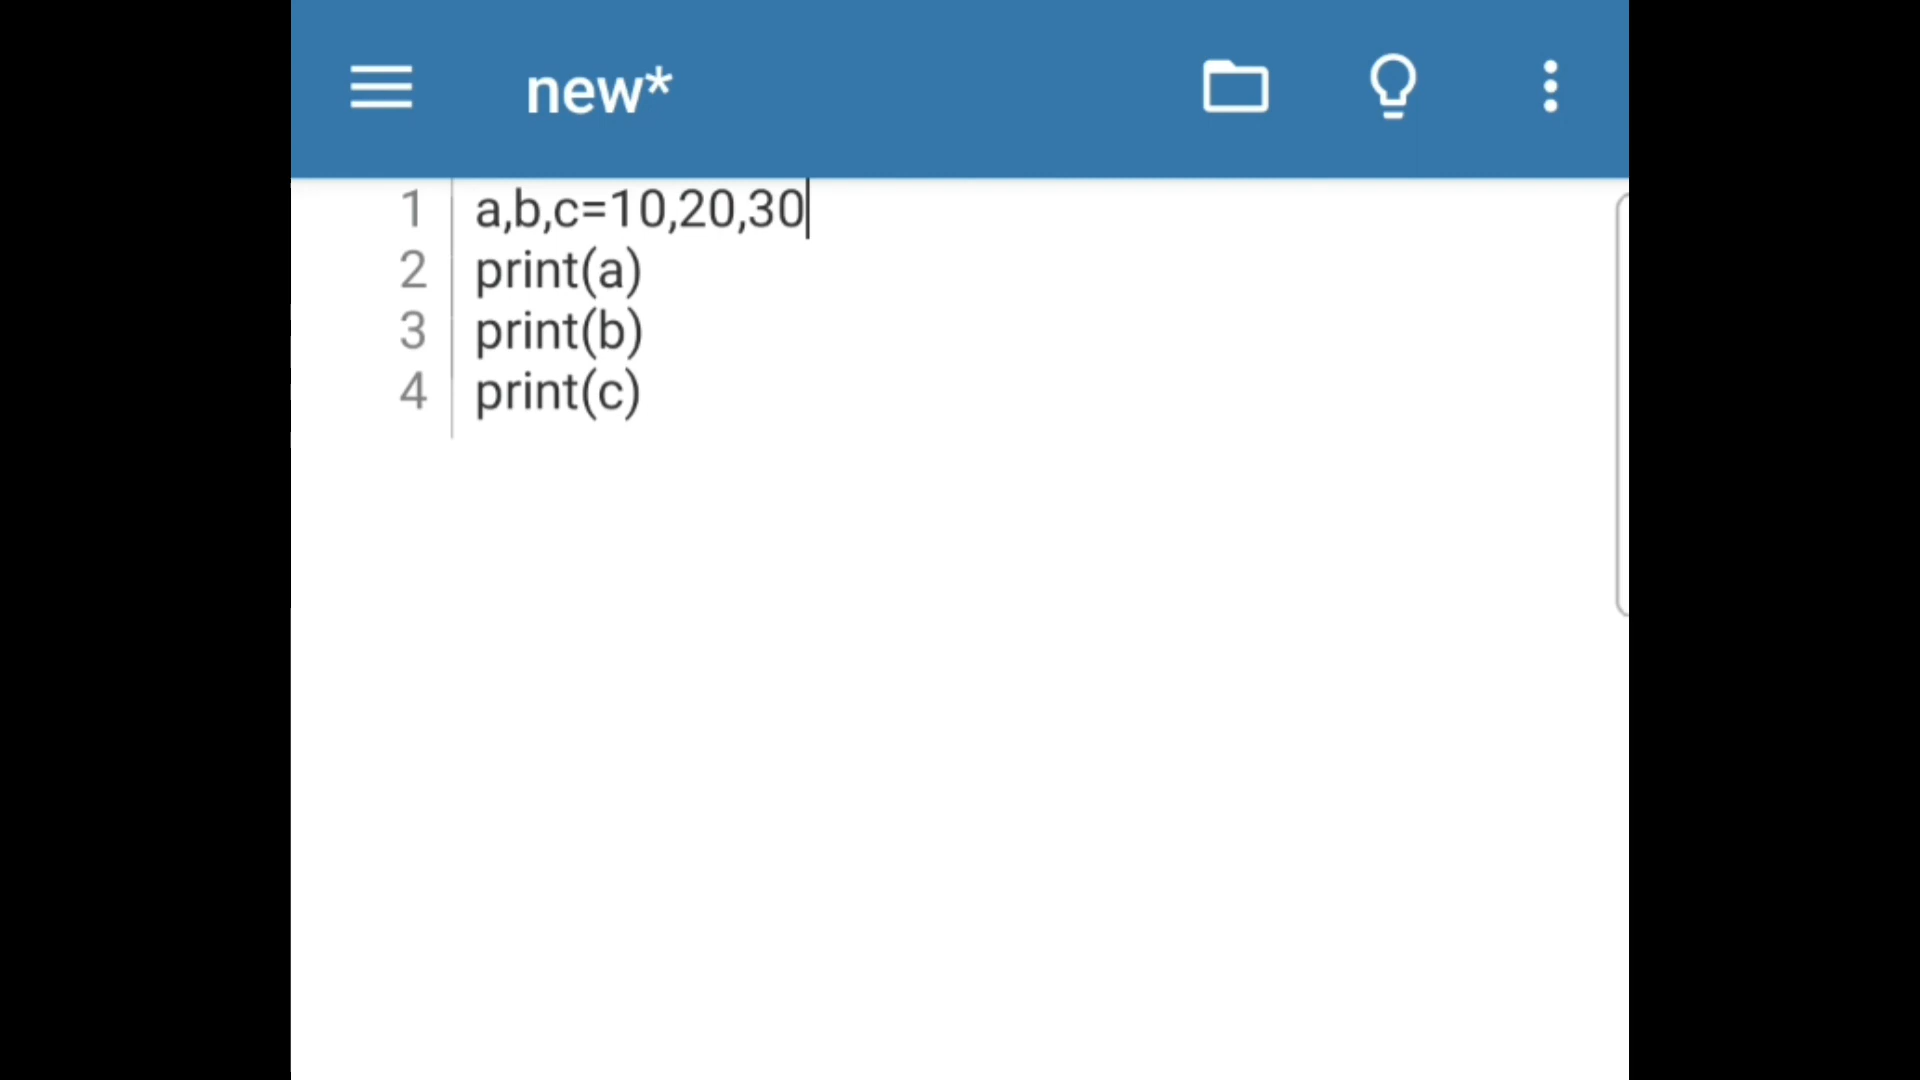 new*
1 a,b,c=10,20,30
2 print(a)
3 print(b)
4 print(c)